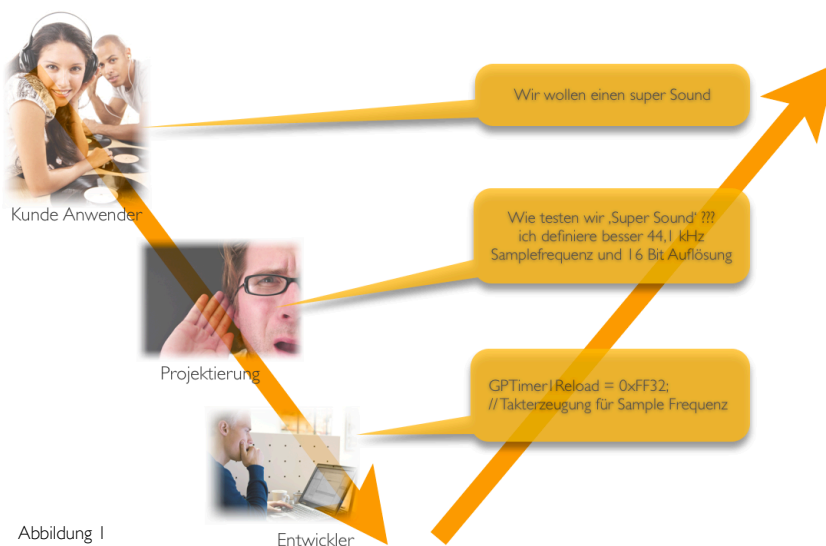 Wir wollen einen super Sound
Kunde Anwender
Wie testen wir ‚Super Sound‘ ???
ich definiere besser 44,1 kHz
Samplefrequenz und 16 Bit Auflösung
Projektierung
GPTimer1Reload = 0xFF32;
// Takterzeugung für Sample Frequenz
Entwickler
Abbildung 1